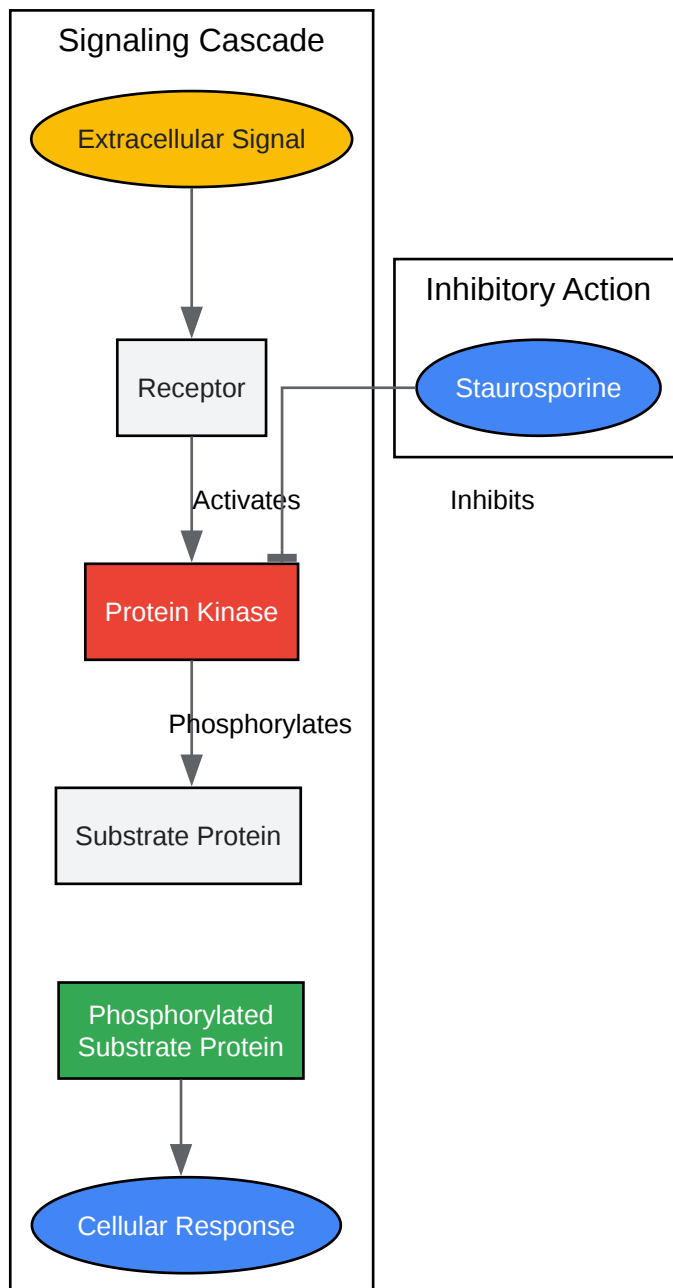 Signaling Cascade
Extracellular Signal
Inhibitory Action
Receptor
Staurosporine
Activates
Inhibits
Protein Kinase
Phosphorylates
Substrate Protein
Phosphorylated
Substrate Protein
Cellular Response